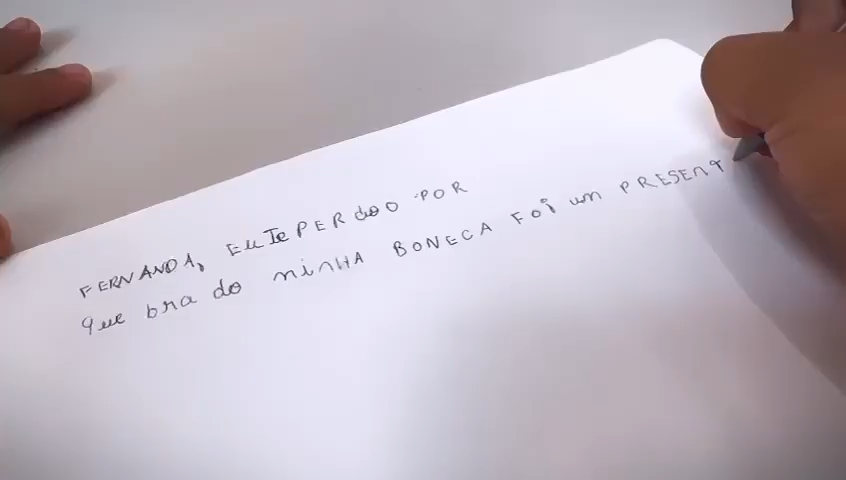 FERNANDA, EU TE PERdoO POR
que bra do minHA BONECA FOi um PRESENT